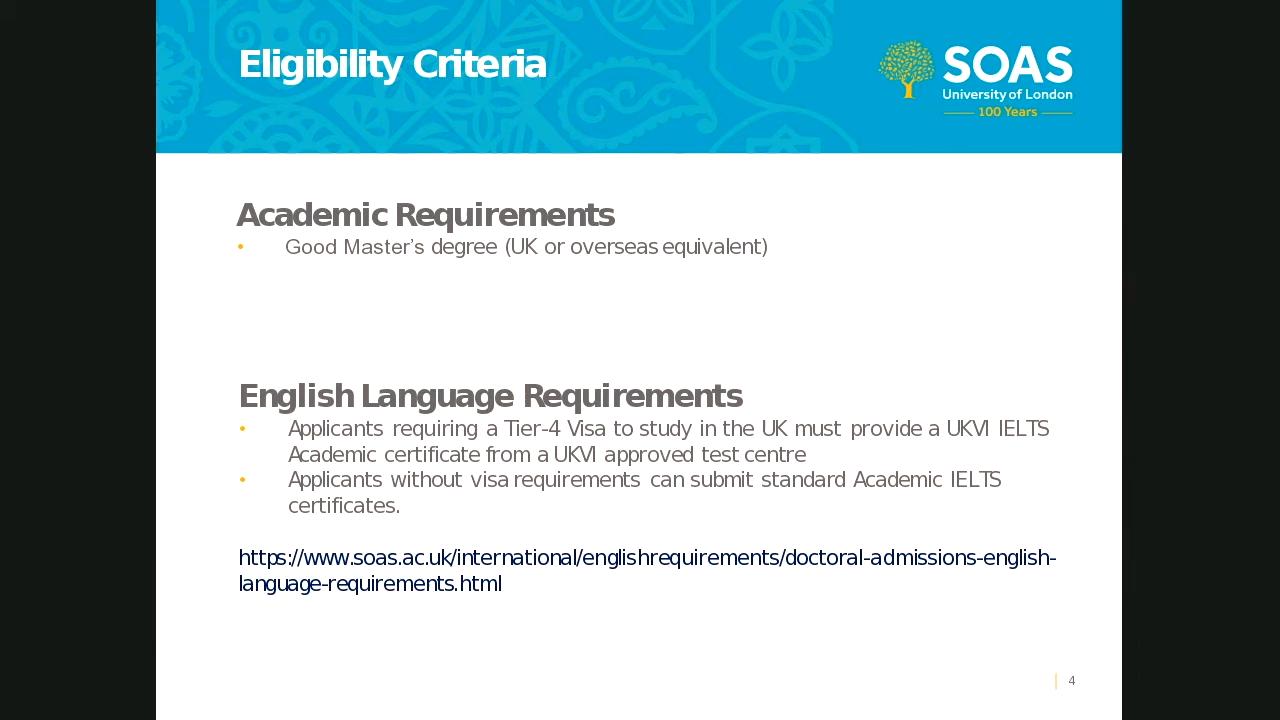 Eligibility Criteria
SOAS
University of London
100 Years
Academic Requirements
• Good Master’s degree (UK or overseas equivalent)
English Language Requirements
• Applicants requiring a Tier-4 Visa to study in the UK must provide a UKVI IELTS
Academic certificate from a UKVI approved test centre
• Applicants without visa requirements can submit standard Academic IELTS
certificates.
https://www.soas.ac.uk/international/englishrequirements/doctoral-admissions-english-
language-requirements.html
4